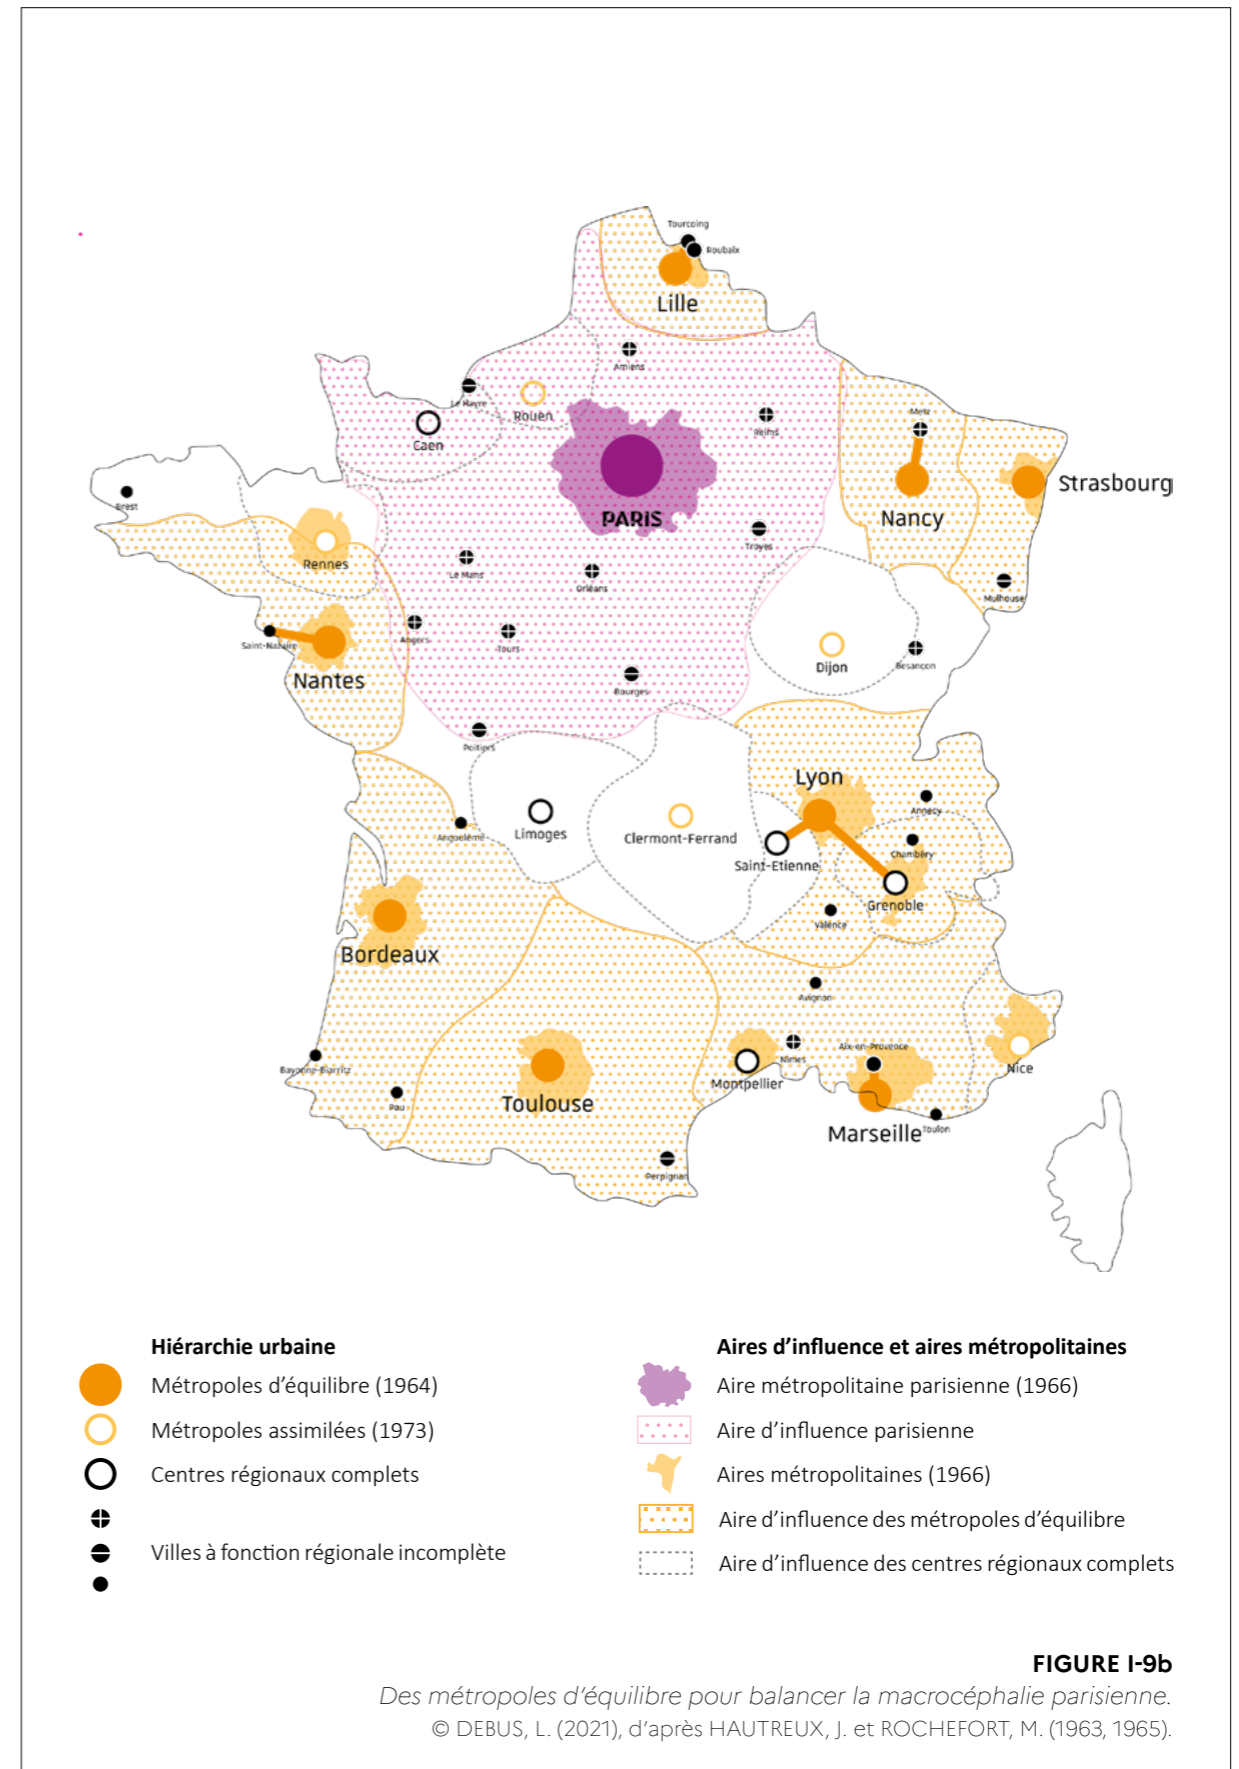 Tourcoing
Roubaix
Lille
Amiens
Le Havre
Rouen
Reims
Metz
Caen
Strasbourg
Nancy
PARIS
Brest
Troyes
Rennes
Le Mans
Orléans
Mulhouse
Angers
Tours
Saint-Nazaire
Dijon
Besançon
Nantes
Bourges
Poitiers
Lyon
Annecy
Angoulême
Limoges
Clermont-Ferrand
Chambéry
Saint-Etienne
Grenoble
Valence
Bordeaux
Avignon
Aix-en-Provence
Nîmes
Bayonne-Biarritz
Nice
Montpellier
Pau
Toulouse
Marseille
Toulon
Perpignan
Hiérarchie urbaine
Métropoles d’équilibre (1964)
Métropoles assimilées (1973)
Centres régionaux complets
Villes à fonction régionale incomplète
Aires d’influence et aires métropolitaines
Aire métropolitaine parisienne (1966)
Aire d’influence parisienne
Aires métropolitaines (1966)
Aire d’influence des métropoles d’équilibre
Aire d’influence des centres régionaux complets
FIGURE I-9b
Des métropoles d’équilibre pour balancer la macrocéphalie parisienne.
© DEBUS, L. (2021), d’après HAUTREUX, J. et ROCHEFORT, M. (1963, 1965).